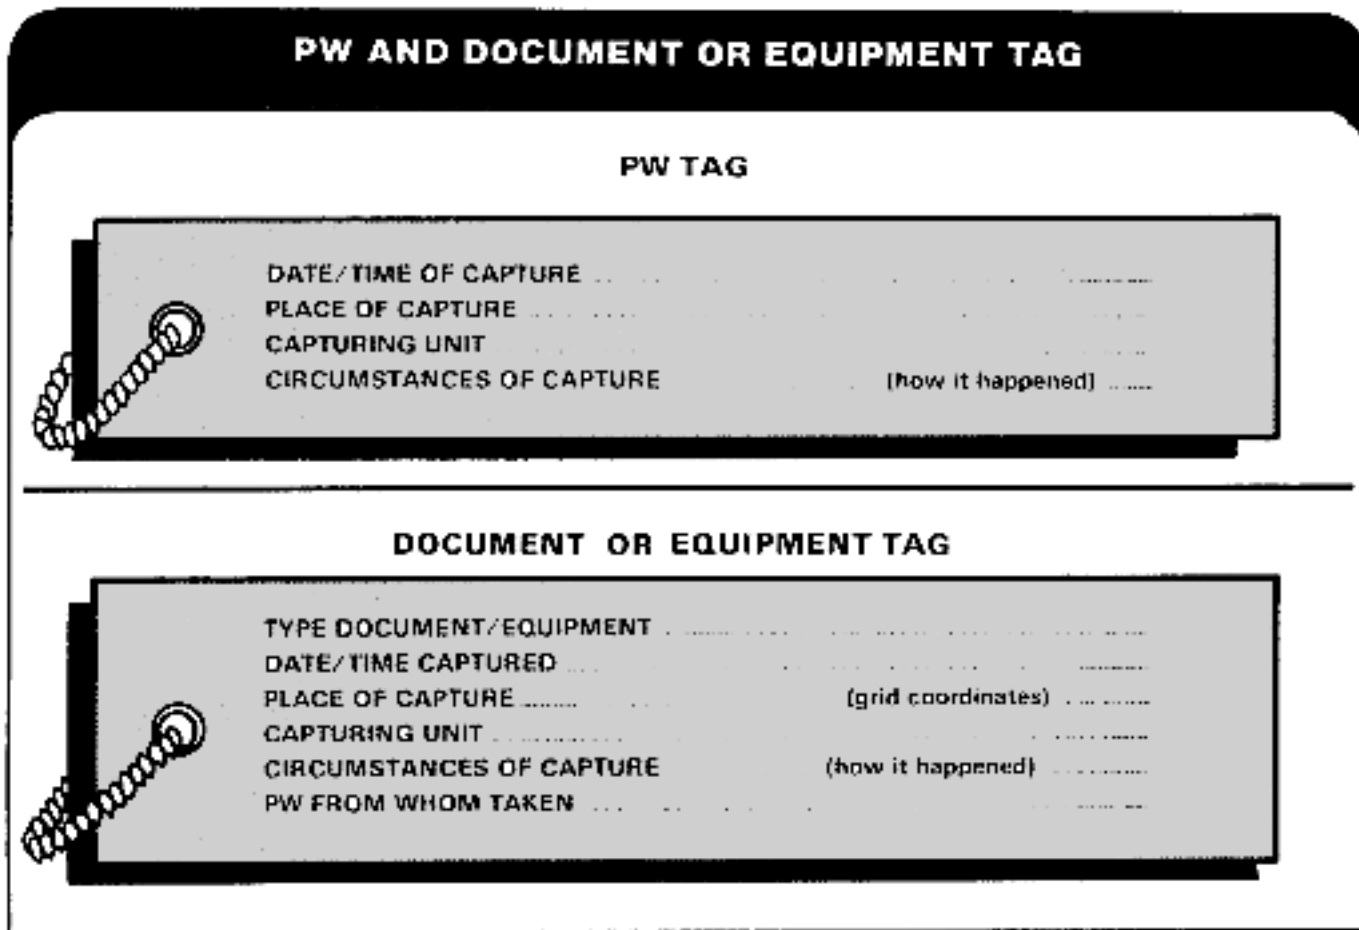 PW AND DOCUMENT OR EQUIPMENT TAG
PW TAG
DATE/TIME OF CAPTURE
PLACE OF CAPTURE
CAPTURING UNIT
CIRCUMSTANCES OF CAPTURE (how it happened)
DOCUMENT OR EQUIPMENT TAG
TYPE DOCUMENT/EQUIPMENT
DATE/TIME CAPTURED
PLACE OF CAPTURE (grid coordinates)
CAPTURING UNIT
CIRCUMSTANCES OF CAPTURE (how it happened)
PW FROM WHOM TAKEN